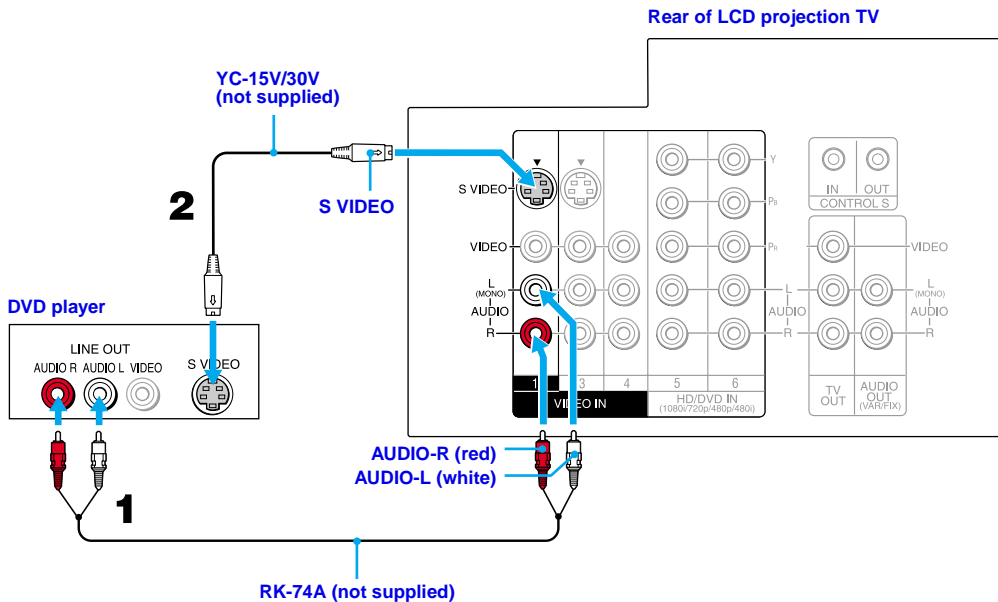 Rear of LCD projection TV
YC-15V/30V
(not supplied)
S VIDEO
2
DVD player
LINE OUT
AUDIO R AUDIO L VIDEO
S VIDEO
1
RK-74A (not supplied)
AUDIO-R (red)
AUDIO-L (white)
S VIDEO
VIDEO
L
(MONO)
AUDIO
R
1 3 4
VIDEO IN
5 6
HD/DVD IN
(1080i/720p/480p/480i)
Y
PB
PR
L
AUDIO
R
IN OUT
CONTROL S
VIDEO
L
(MONO)
AUDIO
R
TV
OUT
AUDIO
OUT
(VAR/FIX)